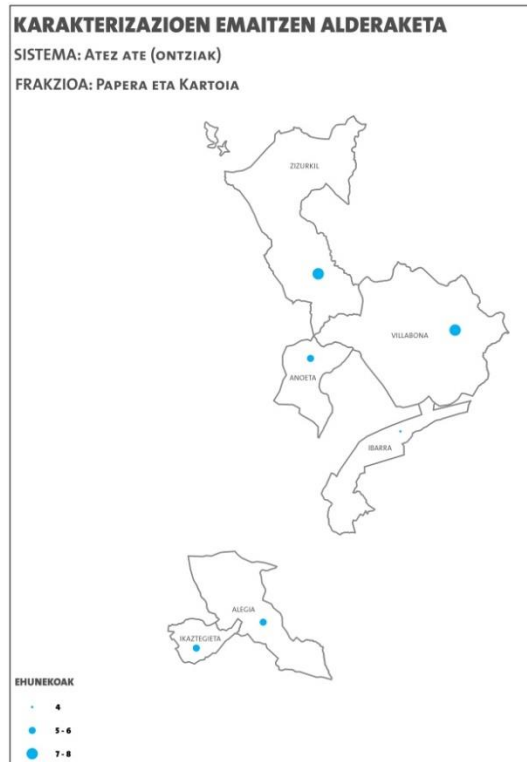 KARAKTERIZAZIOEN EMAITZEN ALDERAKETA
SISTEMA: ATEZ ATE (ONTZIAK)
FRAKZIOA: PAPERA ETA KARTOIA
ZIZURKIL
VILLABONA
ANOETA
IBARRA
ALEGIA
IKAZTEGIETA
EHUNEKOAK
4
5 - 6
7 - 8